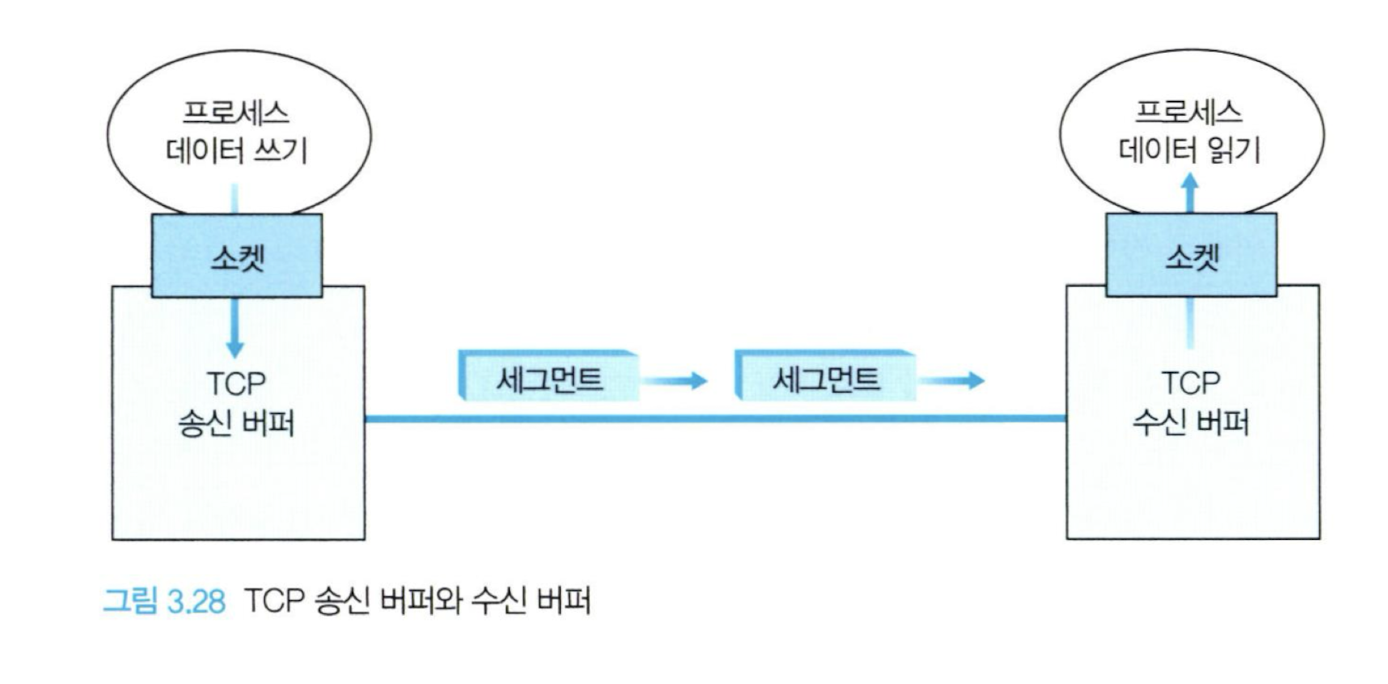 프로세스
데이터 쓰기
소켓
TCP
송신 버퍼
세그먼트
세그먼트
프로세스
데이터 읽기
소켓
TCP
수신 버퍼
그림 3.28 TCP 송신 버퍼와 수신 버퍼